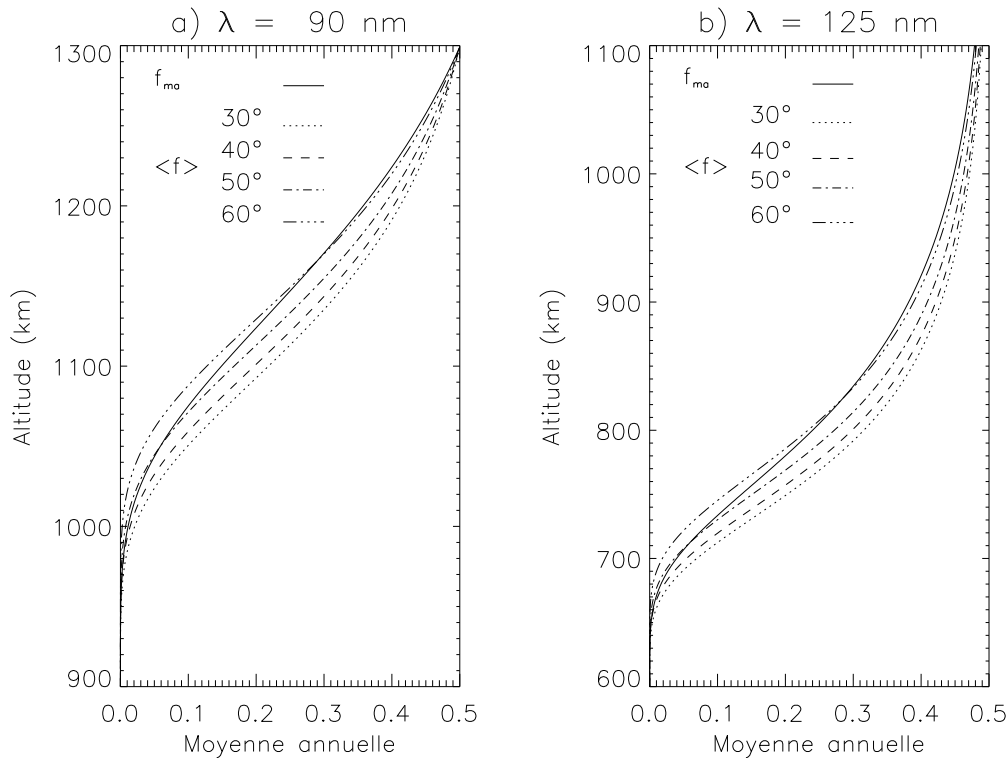 a) λ = 90 nm
1300
1200
1100
1000
900
Altitude (km)
f_ma
30°
40°
<f>
50°
60°
0.0 0.1 0.2 0.3 0.4 0.5
Moyenne annuelle
b) λ = 125 nm
1100
1000
900
800
700
600
Altitude (km)
f_ma
30°
40°
<f>
50°
60°
0.0 0.1 0.2 0.3 0.4 0.5
Moyenne annuelle